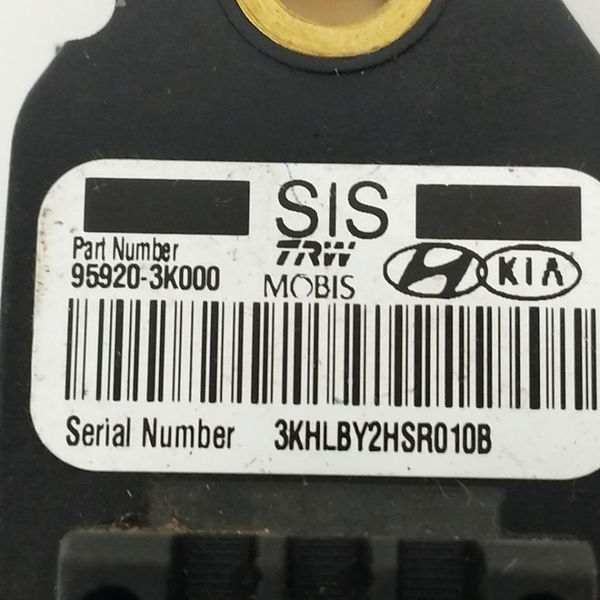 SIS
Part Number
TRW
95920-3K000
MOBIS
KIA
Serial Number 3KHLBY2HSR010B